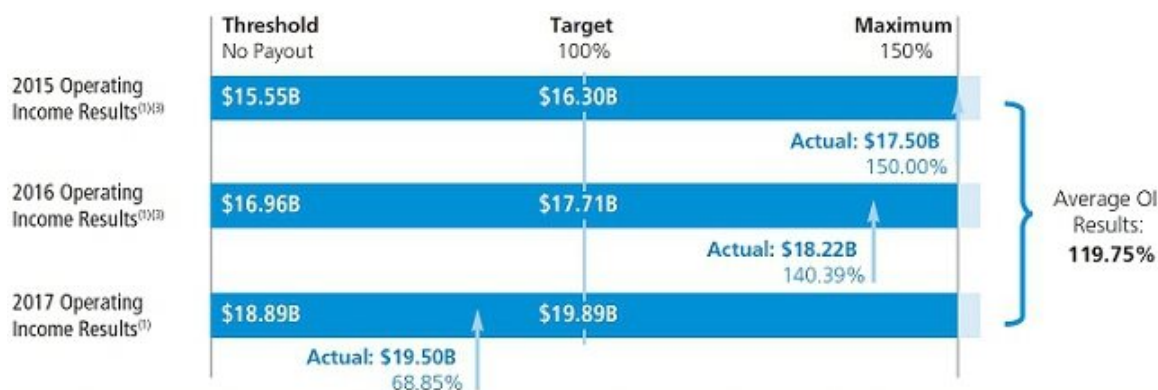 Threshold Target Maximum
No Payout 100% 150%
2015 Operating
Income Results(1)(3)
$15.55B $16.30B
Actual: $17.50B
150.00%
2016 Operating
Income Results(1)(3)
$16.96B $17.71B
Actual: $18.22B
140.39%
2017 Operating
Income Results(1)
$18.89B $19.89B
Actual: $19.50B
68.85%
Average OI
Results:
119.75%